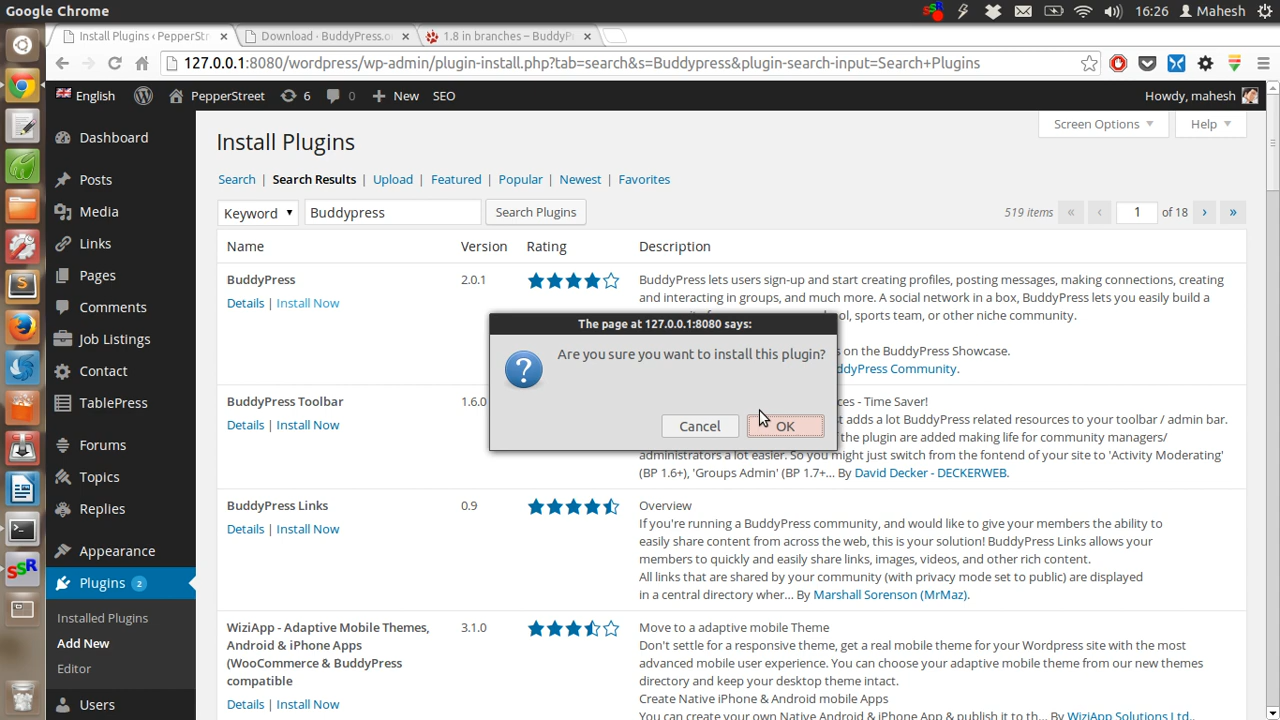 Google Chrome
16:26
Mahesh
Install Plugins ‹ PepperStr
Download · BuddyPress.o
1.8 in branches – BuddyP
127.0.0.1:8080/wordpress/wp-admin/plugin-install.php?tab=search&s=Buddypress&plugin-search-input=Search+Plugins
English
PepperStreet
6
0
New
SEO
Howdy, mahesh
Dashboard
Posts
Media
Links
Pages
Comments
Job Listings
Contact
TablePress
Forums
Topics
Replies
Appearance
Plugins 2
Installed Plugins
Add New
Editor
Users
Screen Options
Help
Install Plugins
Search | Search Results | Upload | Featured | Popular | Newest | Favorites
Keyword
Buddypress
Search Plugins
519 items « ‹ 1 of 18 › »
Name
Version
Rating
Description
BuddyPress
Details | Install Now
2.0.1
BuddyPress lets users sign-up and start creating profiles, posting messages, making connections, creating
and interacting in groups, and much more. A social network in a box, BuddyPress lets you easily build a
ol, sports team, or other niche community.
s on the BuddyPress Showcase.
ddyPress Community.
The page at 127.0.0.1:8080 says:
Are you sure you want to install this plugin?
Cancel
OK
BuddyPress Toolbar
Details | Install Now
1.6.0
ces - Time Saver!
st adds a lot BuddyPress related resources to your toolbar / admin bar.
the plugin are added making life for community managers/
administrators a lot easier. So you might just switch from the fontend of your site to 'Activity Moderating'
(BP 1.6+), 'Groups Admin' (BP 1.7+... By David Decker - DECKERWEB.
BuddyPress Links
Details | Install Now
0.9
Overview
If you're running a BuddyPress community, and would like to give your members the ability to
easily share content from across the web, this is your solution! BuddyPress Links allows your
members to quickly and easily share links, images, videos, and other rich content.
All links that are shared by your community (with privacy mode set to public) are displayed
in a central directory wher... By Marshall Sorenson (MrMaz).
WiziApp - Adaptive Mobile Themes,
Android & iPhone Apps
(WooCommerce & BuddyPress
compatible
Details | Install Now
3.1.0
Move to a adaptive mobile Theme
Don't settle for a responsive theme, get a real mobile theme for your Wordpress site with the most
advanced mobile user experience. You can choose your adaptive mobile theme from our new themes
directory and keep your desktop theme intact.
Create Native iPhone & Android mobile Apps
You can create your own Native Android & iPhone App & publish it to th... By WiziApp Solutions Ltd..